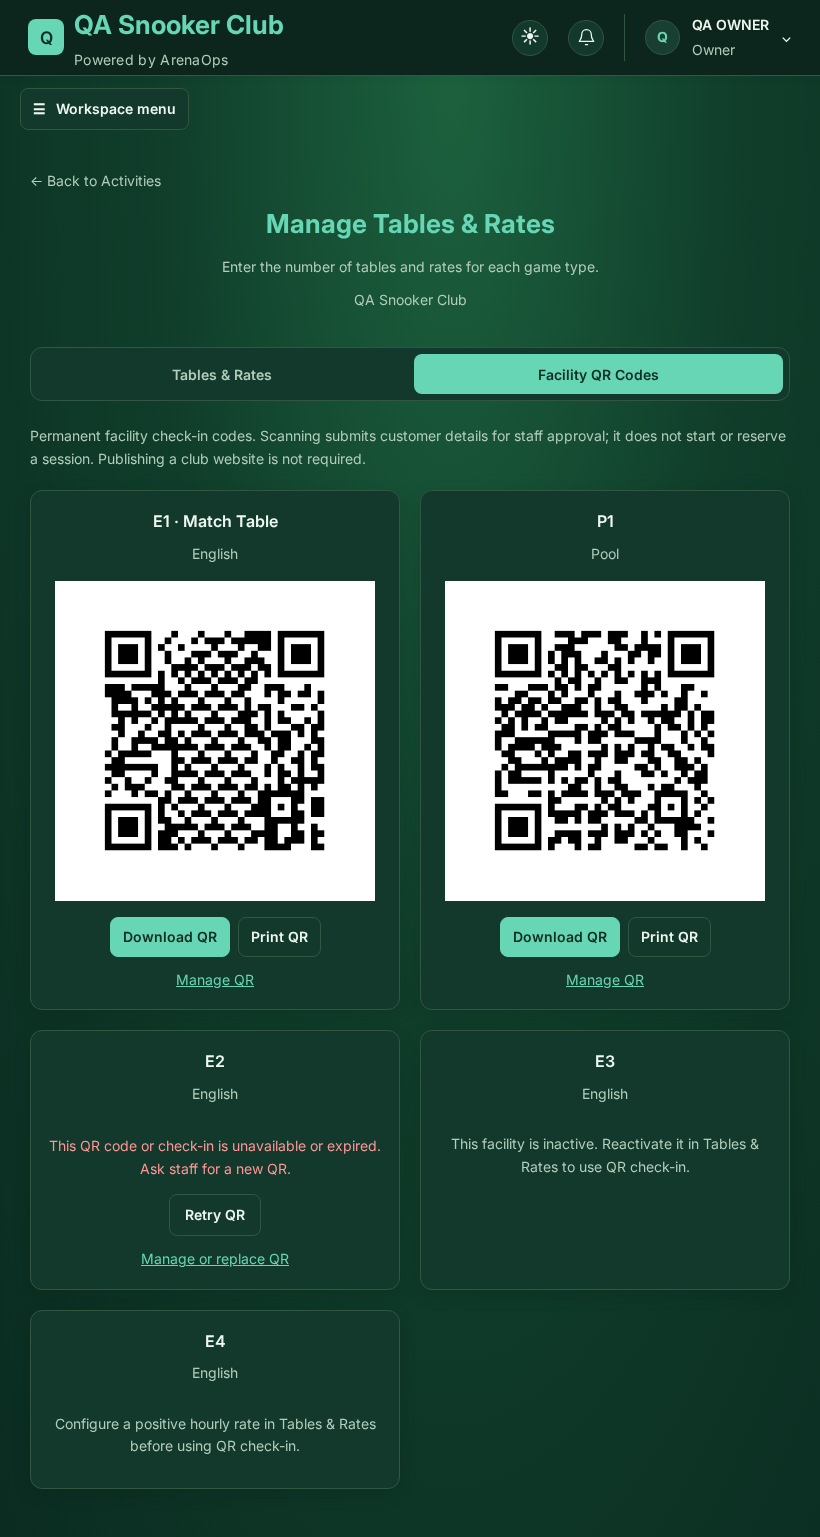 Q
QA Snooker Club
Powered by ArenaOps
Q
QA OWNER
Owner
☰ Workspace menu
← Back to Activities
Manage Tables & Rates
Enter the number of tables and rates for each game type.
QA Snooker Club
Tables & Rates
Facility QR Codes
Permanent facility check-in codes. Scanning submits customer details for staff approval; it does not start or reserve
a session. Publishing a club website is not required.
E1 · Match Table
English
Download QR
Print QR
Manage QR
P1
Pool
Download QR
Print QR
Manage QR
E2
English
This QR code or check-in is unavailable or expired.
Ask staff for a new QR.
Retry QR
Manage or replace QR
E3
English
This facility is inactive. Reactivate it in Tables &
Rates to use QR check-in.
E4
English
Configure a positive hourly rate in Tables & Rates
before using QR check-in.